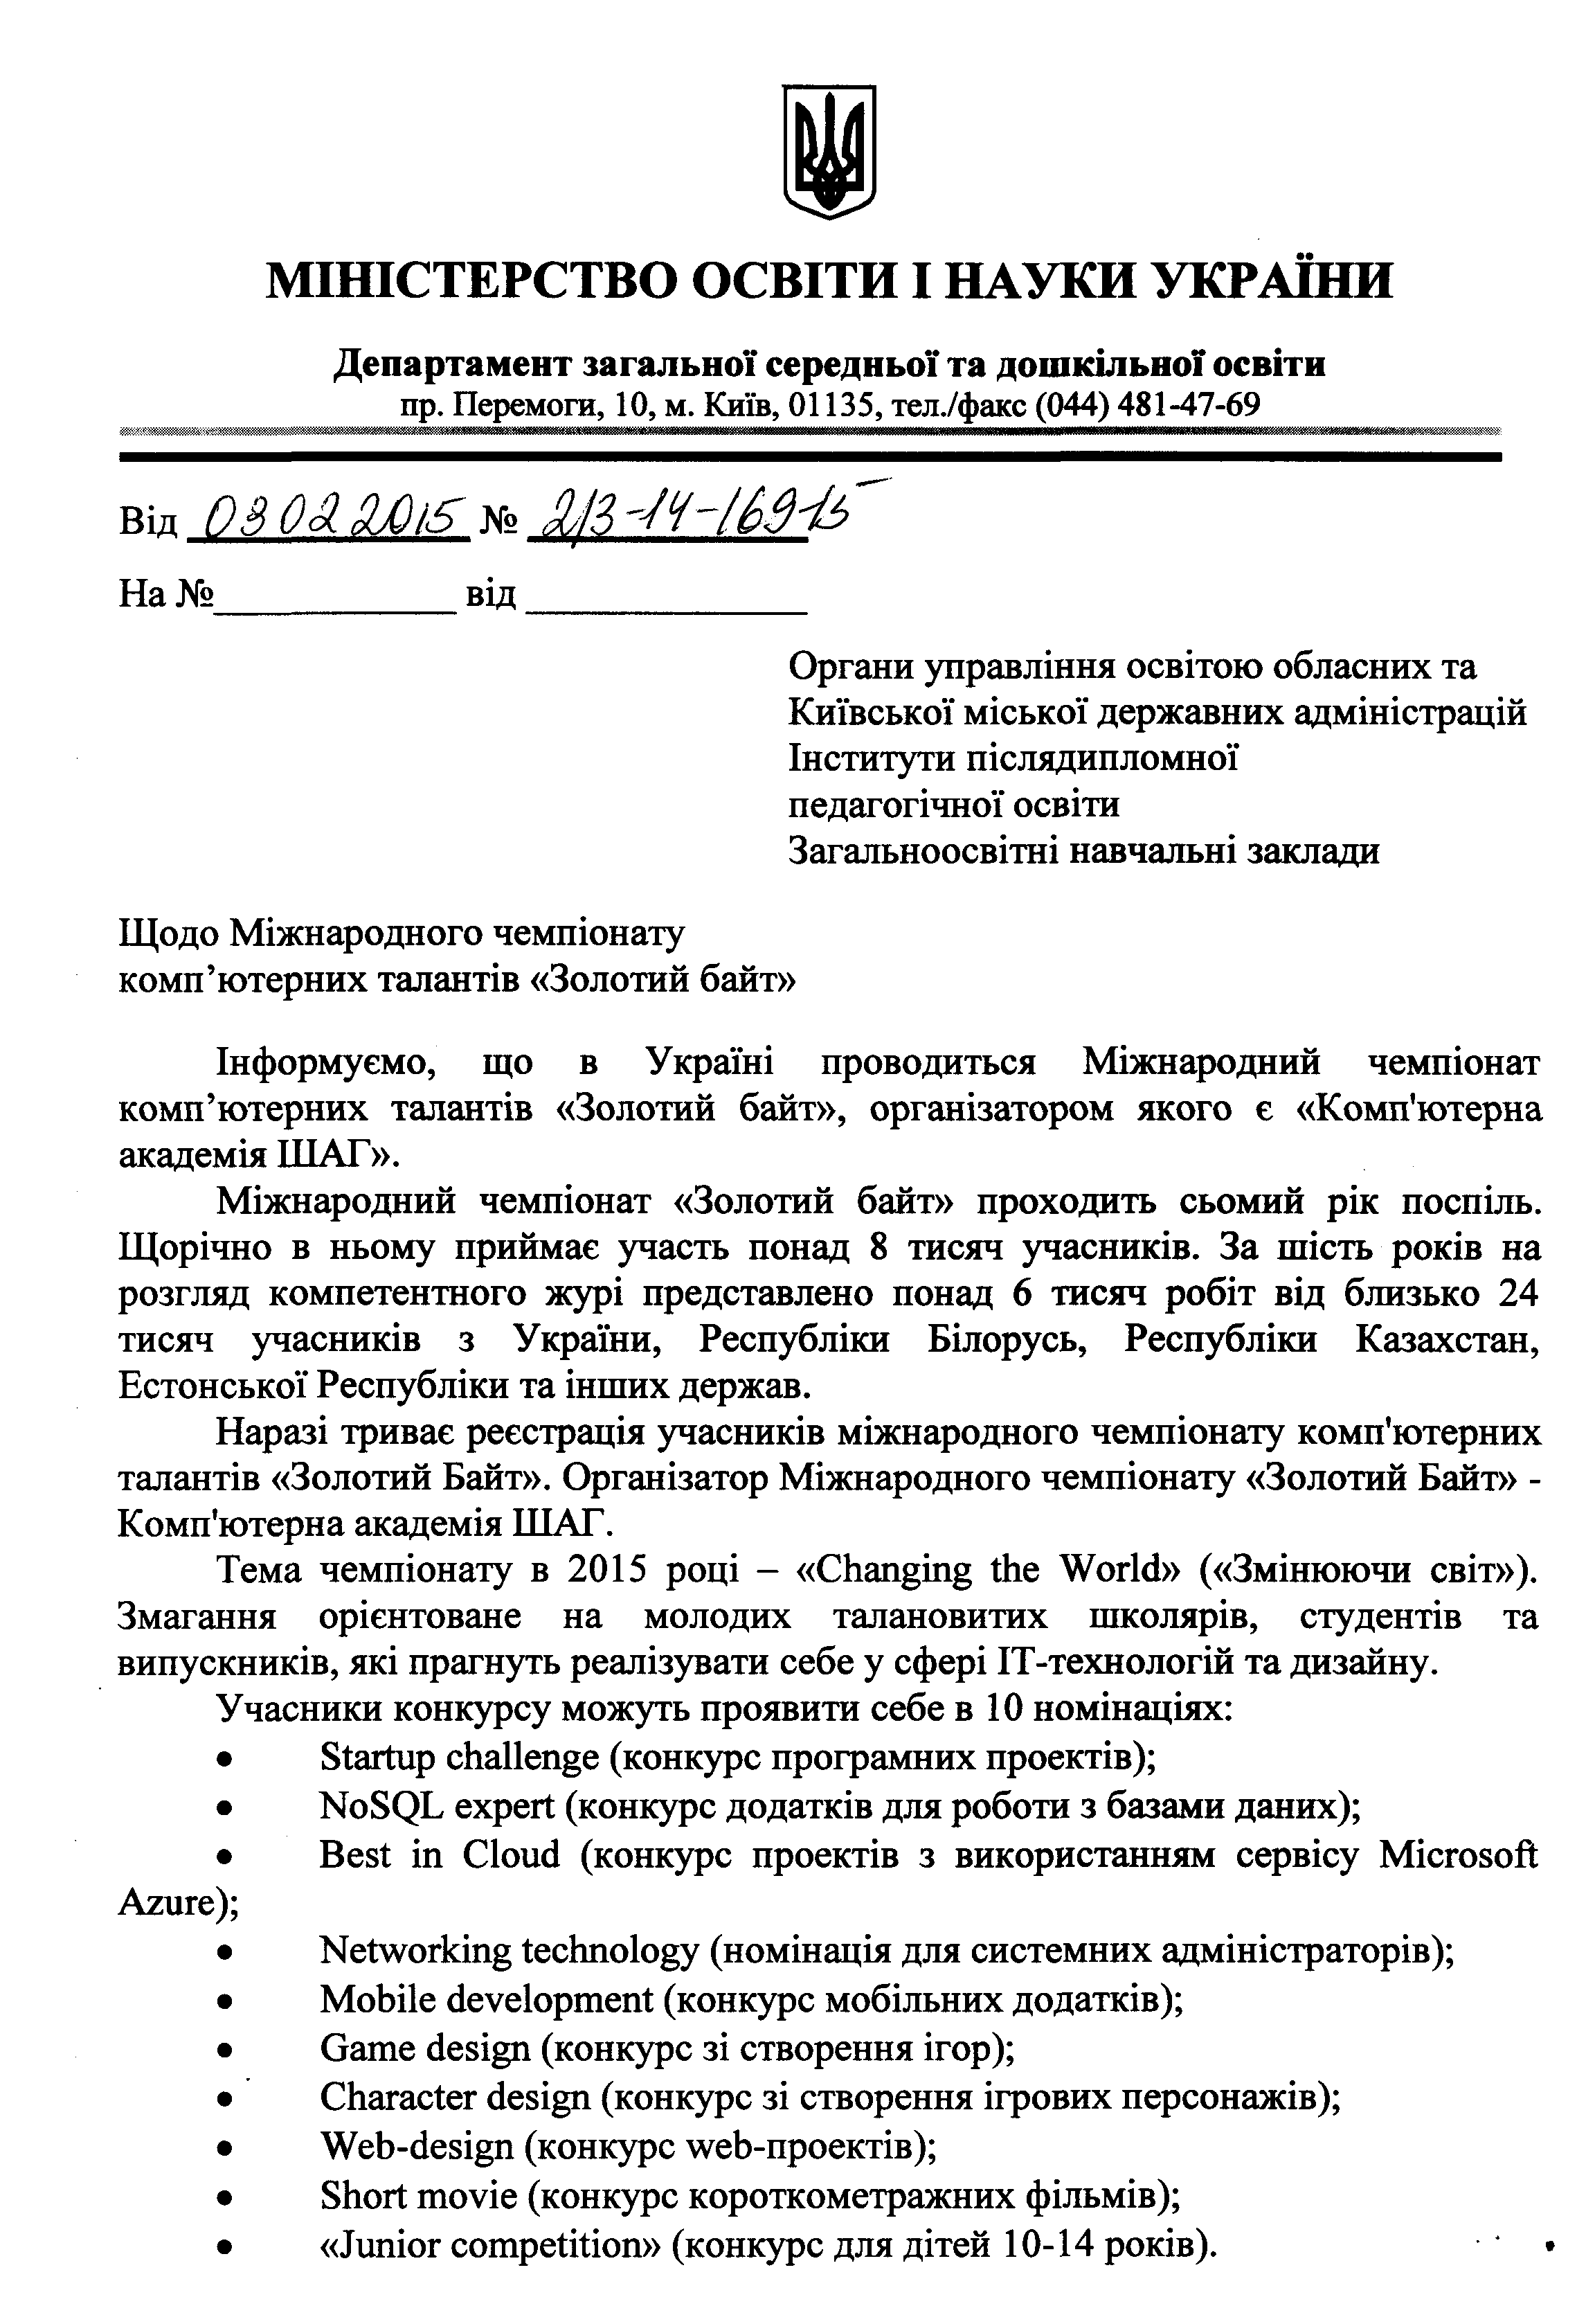 МІНІСТЕРСТВО ОСВІТИ І НАУКИ УКРАЇНИ
Департамент загальної середньої та дошкільної освіти
пр. Перемоги, 10, м. Київ, 01135, тел./факс (044) 481-47-69
Від 03 02 2015 № 2/3-14-169-15
На №____________ від ______________
Органи управління освітою обласних та
Київської міської державних адміністрацій
Інститути післядипломної
педагогічної освіти
Загальноосвітні навчальні заклади
Щодо Міжнародного чемпіонату
комп’ютерних талантів «Золотий байт»
Інформуємо, що в Україні проводиться Міжнародний чемпіонат
комп’ютерних талантів «Золотий байт», організатором якого є «Комп'ютерна
академія ШАГ».
Міжнародний чемпіонат «Золотий байт» проходить сьомий рік поспіль.
Щорічно в ньому приймає участь понад 8 тисяч учасників. За шість років на
розгляд компетентного журі представлено понад 6 тисяч робіт від близько 24
тисяч учасників з України, Республіки Білорусь, Республіки Казахстан,
Естонської Республіки та інших держав.
Наразі триває реєстрація учасників міжнародного чемпіонату комп'ютерних
талантів «Золотий Байт». Організатор Міжнародного чемпіонату «Золотий Байт» -
Комп'ютерна академія ШАГ.
Тема чемпіонату в 2015 році – «Changing the World» («Змінюючи світ»).
Змагання орієнтоване на молодих талановитих школярів, студентів та
випускників, які прагнуть реалізувати себе у сфері ІТ-технологій та дизайну.
Учасники конкурсу можуть проявити себе в 10 номінаціях:
• Startup challenge (конкурс програмних проектів);
• NoSQL expert (конкурс додатків для роботи з базами даних);
• Best in Cloud (конкурс проектів з використанням сервісу Microsoft
Azure);
• Networking technology (номінація для системних адміністраторів);
• Mobile development (конкурс мобільних додатків);
• Game design (конкурс зі створення ігор);
• Character design (конкурс зі створення ігрових персонажів);
• Web-design (конкурс web-проектів);
• Short movie (конкурс короткометражних фільмів);
• «Junior competition» (конкурс для дітей 10-14 років).